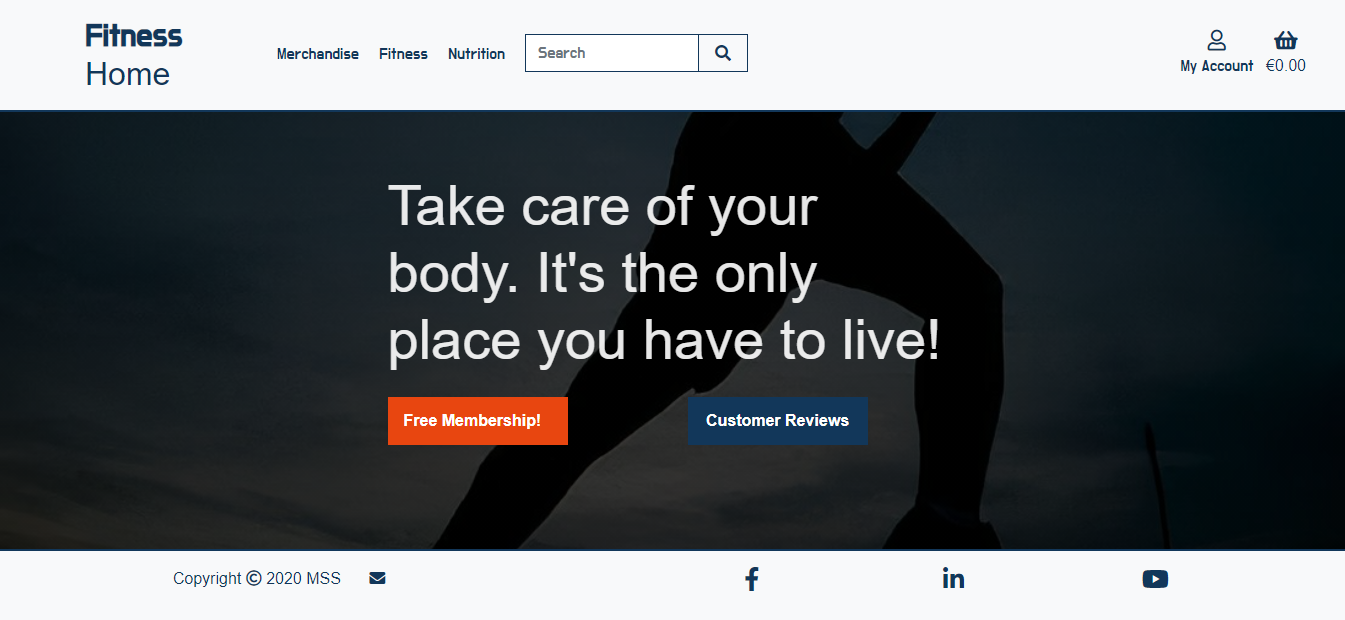 Fitness
Home
Merchandise Fitness Nutrition Search
My Account €0.00
Take care of your
body. It's the only
place you have to live!
Free Membership! Customer Reviews
Copyright © 2020 MSS